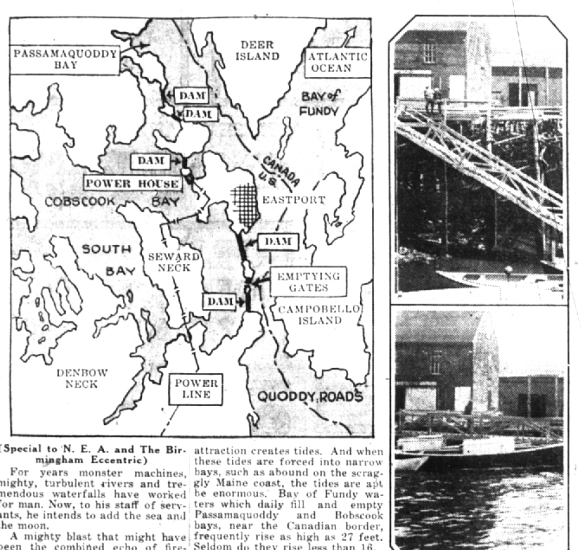 PASSAMAQUODDY
BAY
DEER
ISLAND
ATLANTIC
OCEAN
BAY of
FUNDY
DAM
DAM
DAM
POWER HOUSE
CANADA
U.S.
COBSCOOK BAY
EASTPORT
SOUTH
BAY
SEWARD
NECK
DAM
EMPTYING
GATES
DAM
CAMPOBELLO
ISLAND
DENBOW
NECK
POWER
LINE
QUODDY ROADS
(Special to N. E. A. and The Bir-
mingham Eccentric)
For years monster machines,
mighty, turbulent rivers and tre-
mendous waterfalls have worked
for man. Now, to his staff of serv-
ants, he intends to add the sea and
the moon.
A mighty blast that might have
been the combined echo of fire-
attraction creates tides. And when
these tides are forced into narrow
bays, such as abound on the scrag-
gly Maine coast, the tides are apt
be enormous. Bay of Fundy wa-
ters which daily fill and empty
Passamaquoddy and Bobscook
bays, near the Canadian border,
frequently rise as high as 27 feet.
Seldom do they rise less than 16.